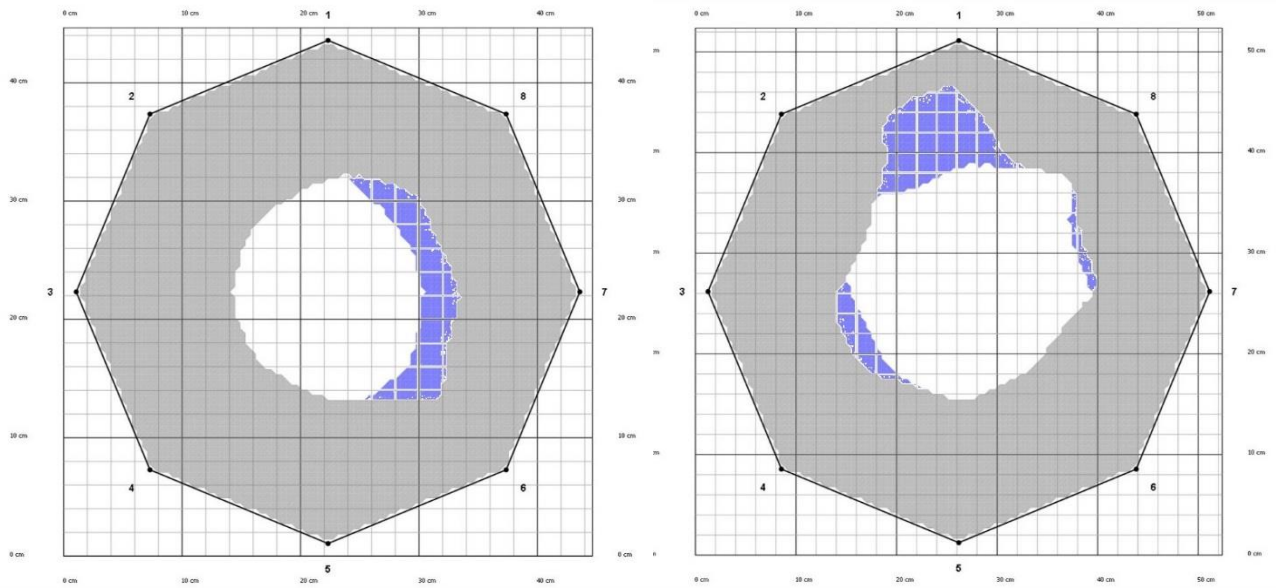 0 cm 10 cm 20 cm 30 cm 40 cm
1
40 cm 40 cm
2 8
30 cm 30 cm
3 7
20 cm 20 cm
10 cm 10 cm
4 6
0 cm 0 cm
5
0 cm 10 cm 20 cm 30 cm 40 cm
0 cm 10 cm 20 cm 30 cm 40 cm 50 cm
1
m 50 cm
2 8
m 40 cm
m 30 cm
3 7
m 20 cm
m 10 cm
4 6
m 0 cm
5
0 cm 10 cm 20 cm 30 cm 40 cm 50 cm